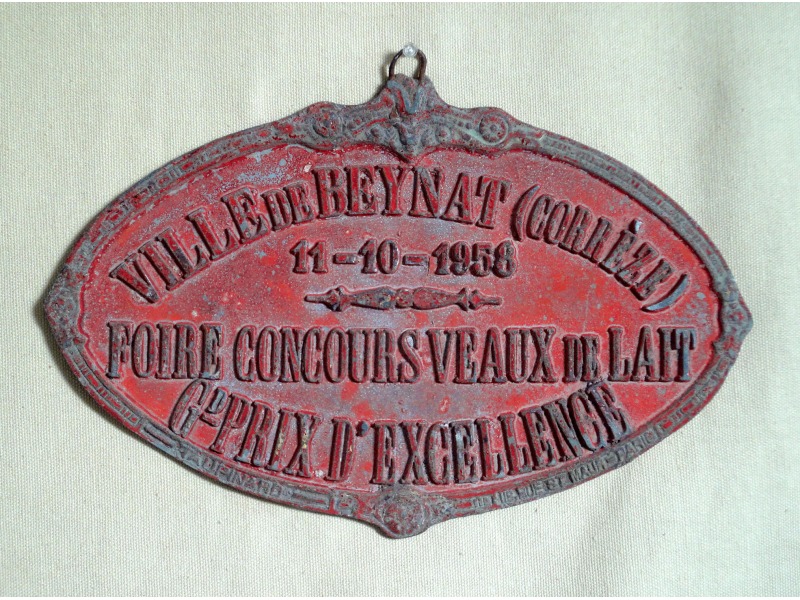 VILLE DE BEYNAT (CORRÈZE)
11-10-1958
FOIRE CONCOURS VEAUX DE LAIT
GD PRIX D'EXCELLENCE